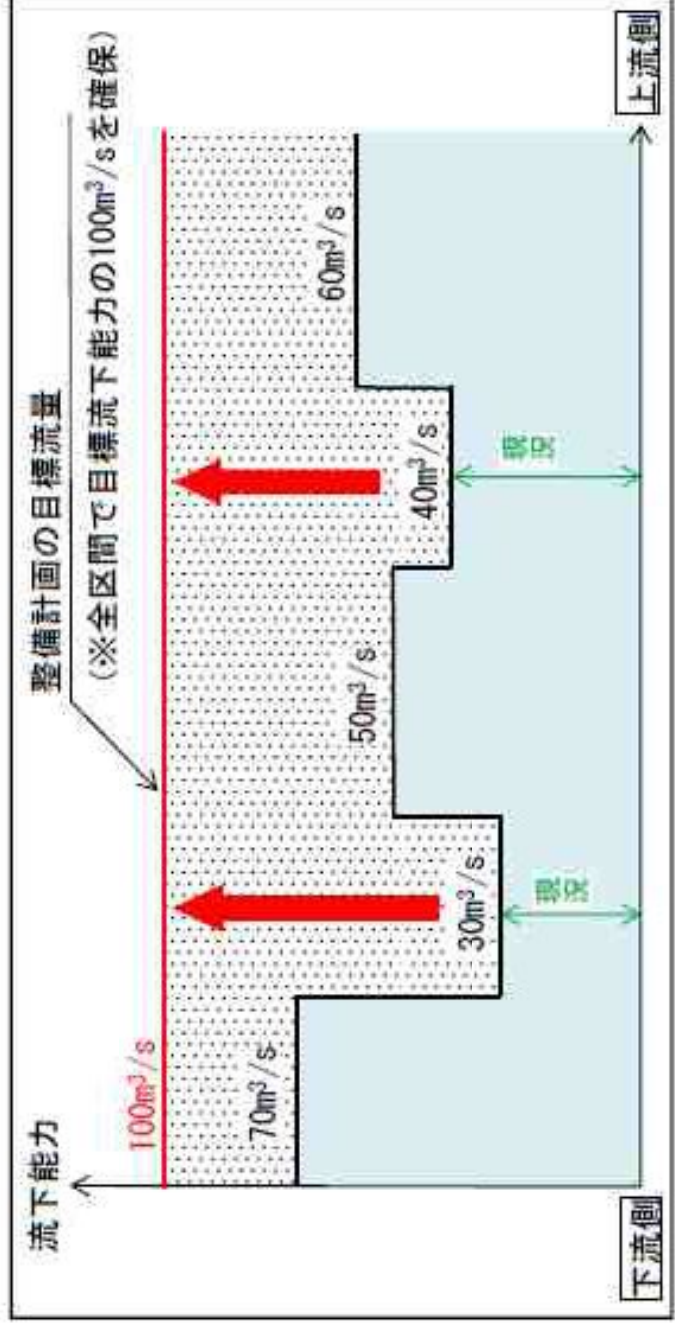 流下能力
整備計画の目標流量
(※全区間で目標流下能力の100m³/sを確保)
100m³/s
70m³/s
30m³/s
50m³/s
40m³/s
60m³/s
現況
現況
下流側
上流側